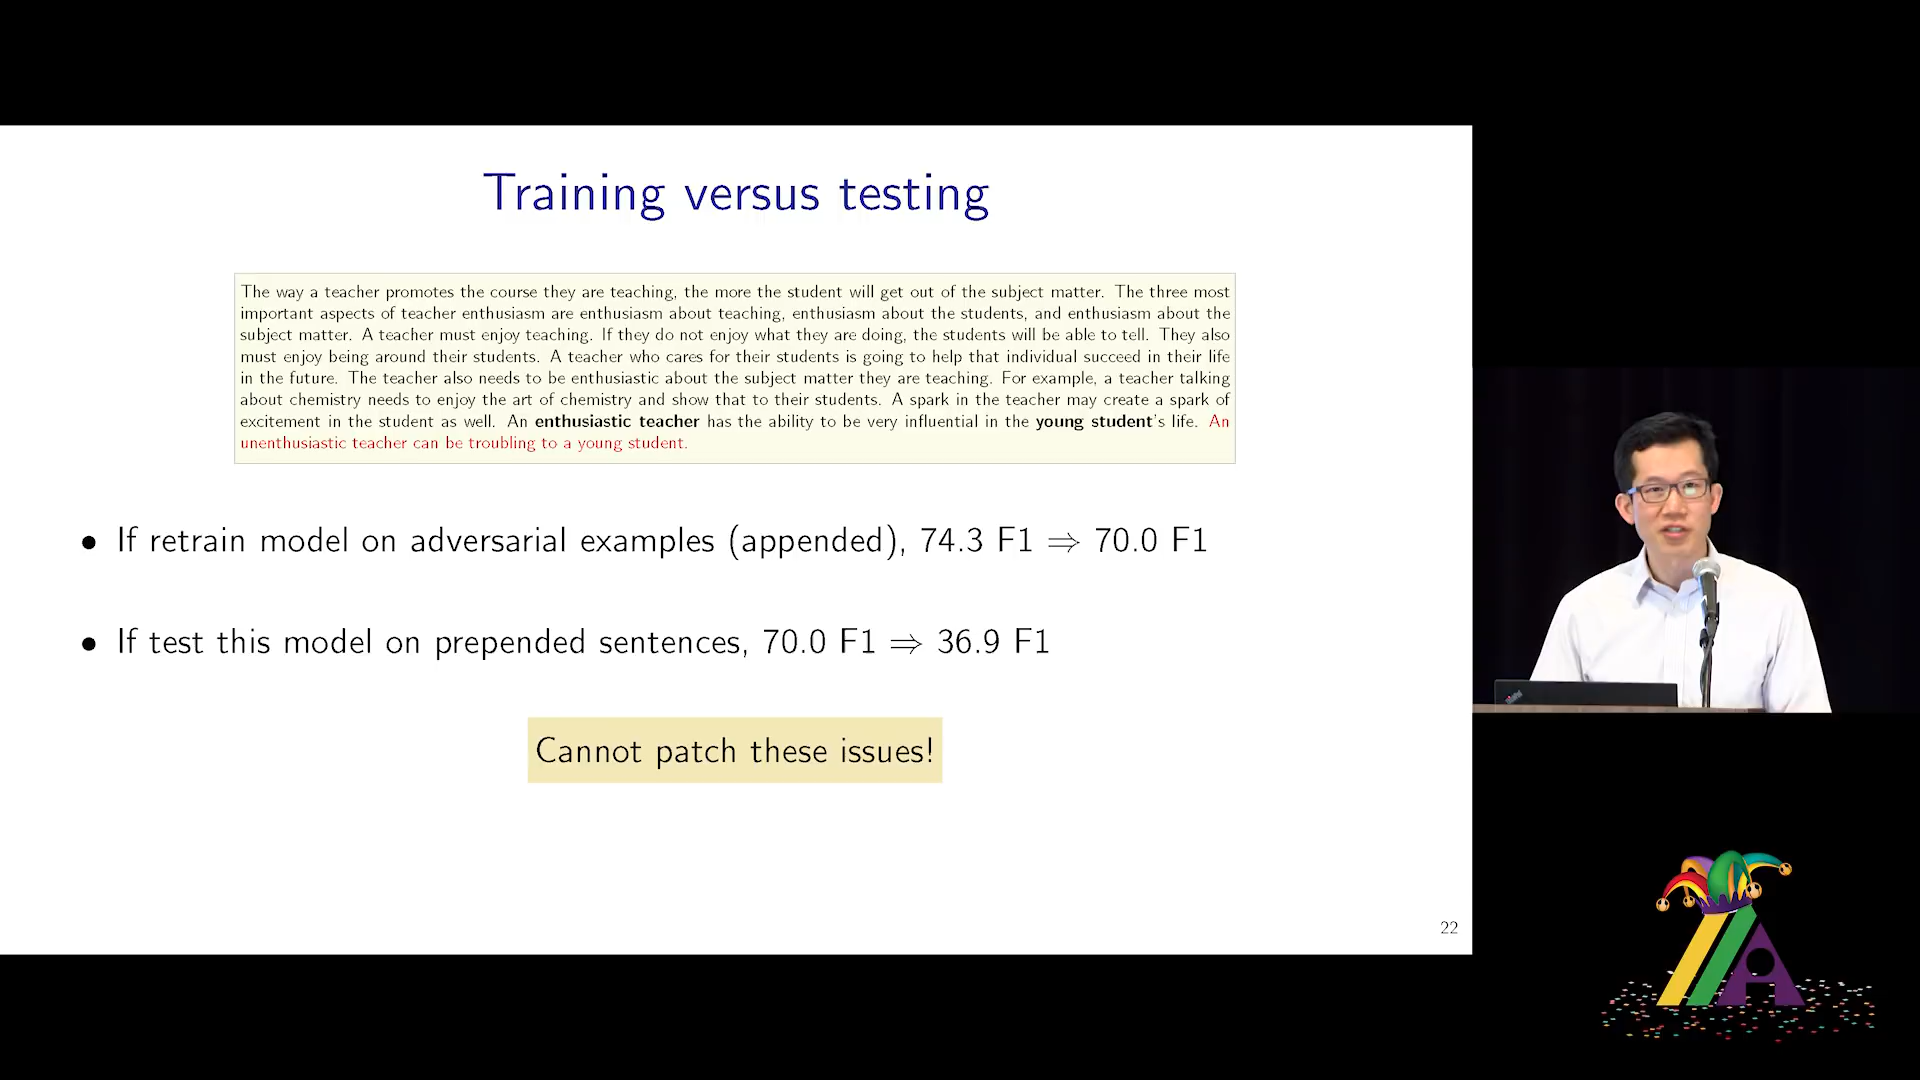 Training versus testing
The way a teacher promotes the course they are teaching, the more the student will get out of the subject matter. The three most
important aspects of teacher enthusiasm are enthusiasm about teaching, enthusiasm about the students, and enthusiasm about the
subject matter. A teacher must enjoy teaching. If they do not enjoy what they are doing, the students will be able to tell. They also
must enjoy being around their students. A teacher who cares for their students is going to help that individual succeed in their life
in the future. The teacher also needs to be enthusiastic about the subject matter they are teaching. For example, a teacher talking
about chemistry needs to enjoy the art of chemistry and show that to their students. A spark in the teacher may create a spark of
excitement in the student as well. An enthusiastic teacher has the ability to be very influential in the young student's life. An
unenthusiastic teacher can be troubling to a young student.
• If retrain model on adversarial examples (appended), 74.3 F1 ⇒ 70.0 F1
• If test this model on prepended sentences, 70.0 F1 ⇒ 36.9 F1
Cannot patch these issues!
22